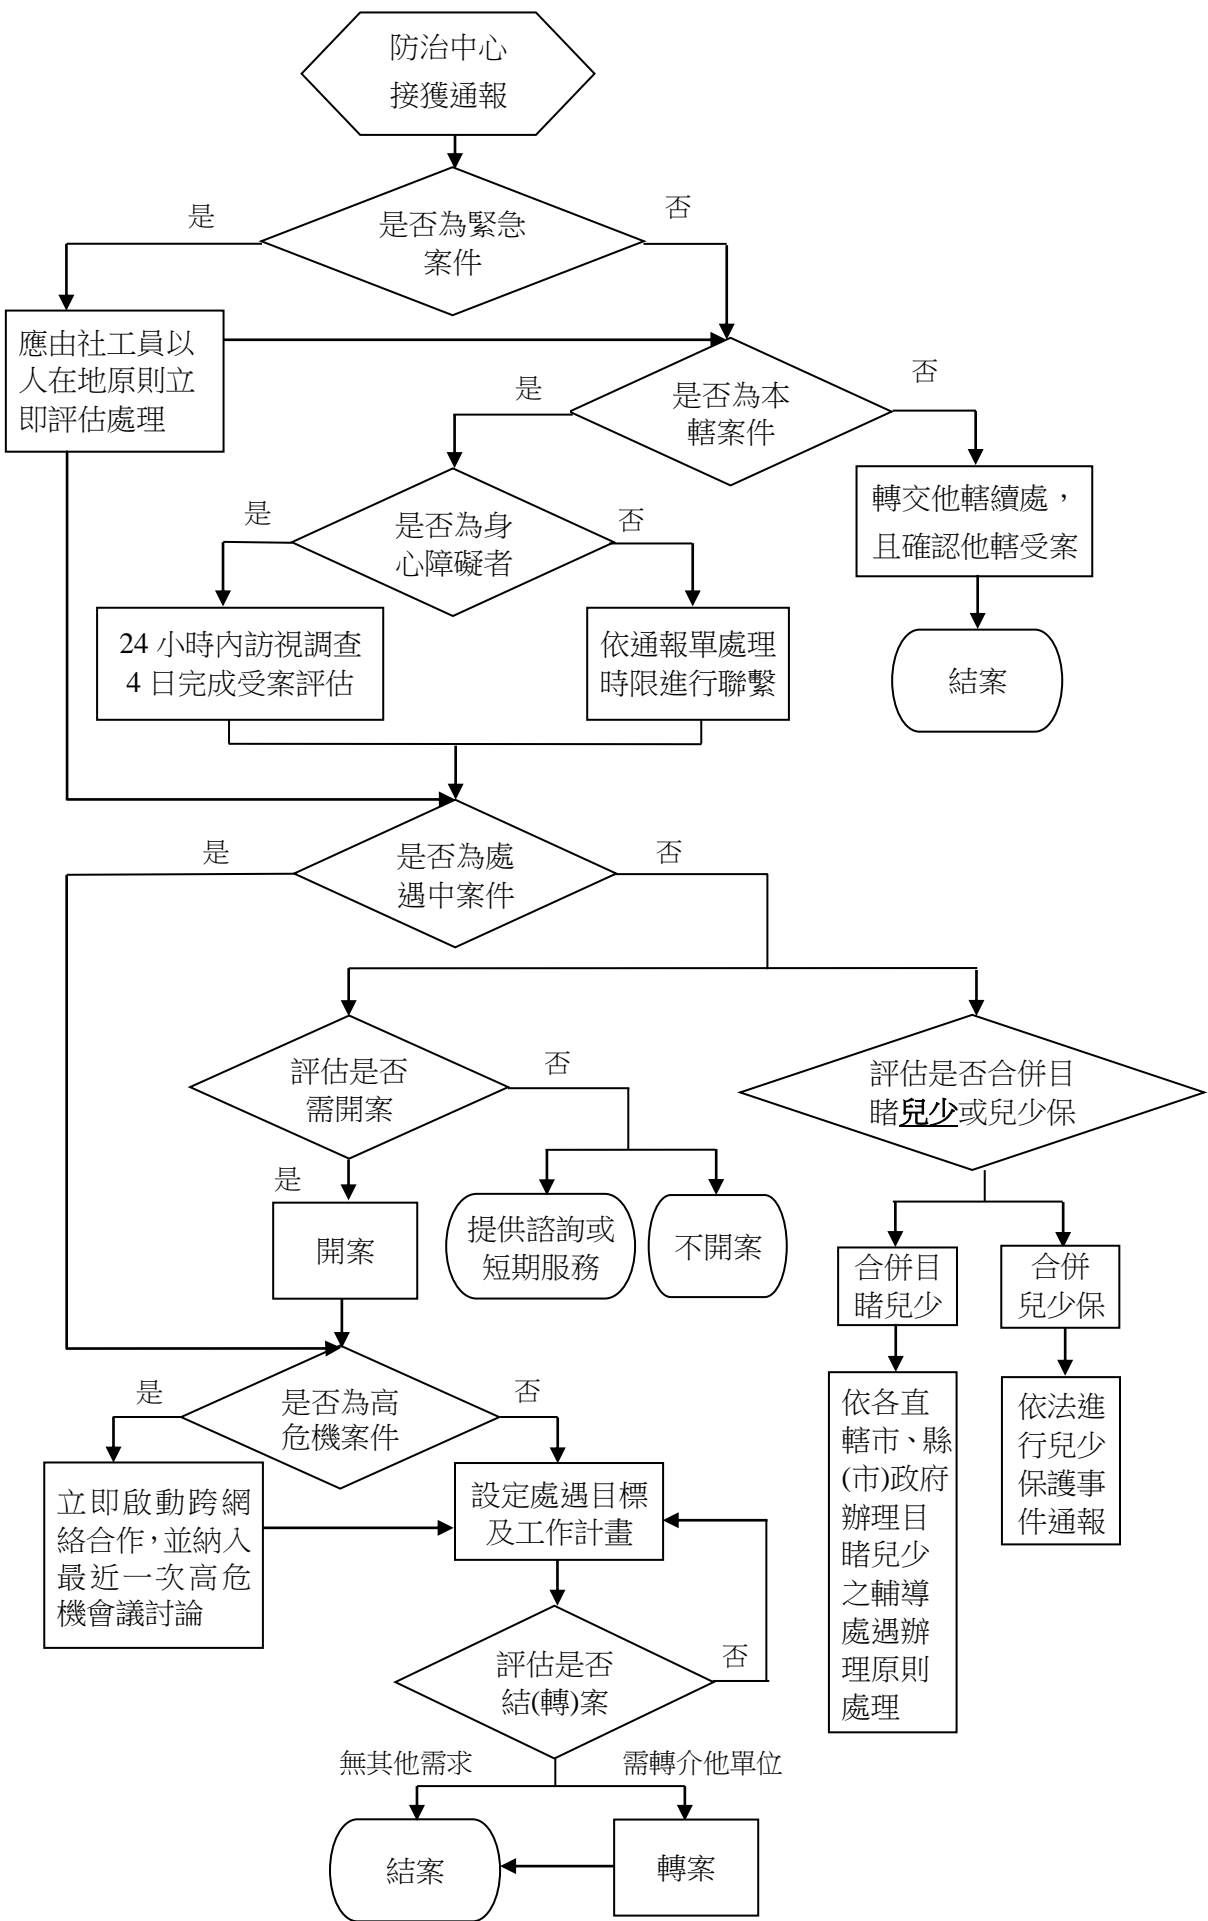 防治中心
接獲通報
是
否
是否為緊急
案件
應由社工員以
人在地原則立
即評估處理
是
否
是否為本
轄案件
轉交他轄續處，
且確認他轄受案
結案
是
否
是否為身
心障礙者
24 小時內訪視調查
4 日完成受案評估
依通報單處理
時限進行聯繫
是
否
是否為處
遇中案件
評估是否
需開案
否
是
開案
提供諮詢或
短期服務
不開案
評估是否合併目
睹兒少或兒少保
合併目
睹兒少
合併
兒少保
依各直
轄市、縣
(市)政府
辦理目
睹兒少
之輔導
處遇辦
理原則
處理
依法進
行兒少
保護事
件通報
是
否
是否為高
危機案件
立即啟動跨網
絡合作，並納入
最近一次高危
機會議討論
設定處遇目標
及工作計畫
評估是否
結(轉)案
否
無其他需求
需轉介他單位
結案
轉案